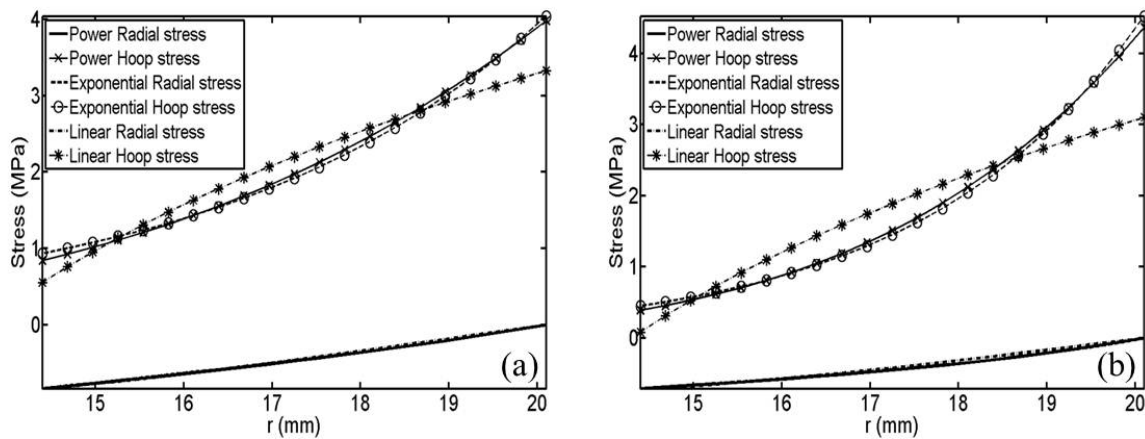 4
3
2
1
0
Stress (MPa)
Power Radial stress
Power Hoop stress
Exponential Radial stress
Exponential Hoop stress
Linear Radial stress
Linear Hoop stress
(a)
15 16 17 18 19 20
r (mm)
4
3
2
1
0
Stress (MPa)
Power Radial stress
Power Hoop stress
Exponential Radial stress
Exponential Hoop stress
Linear Radial stress
Linear Hoop stress
(b)
15 16 17 18 19 20
r (mm)